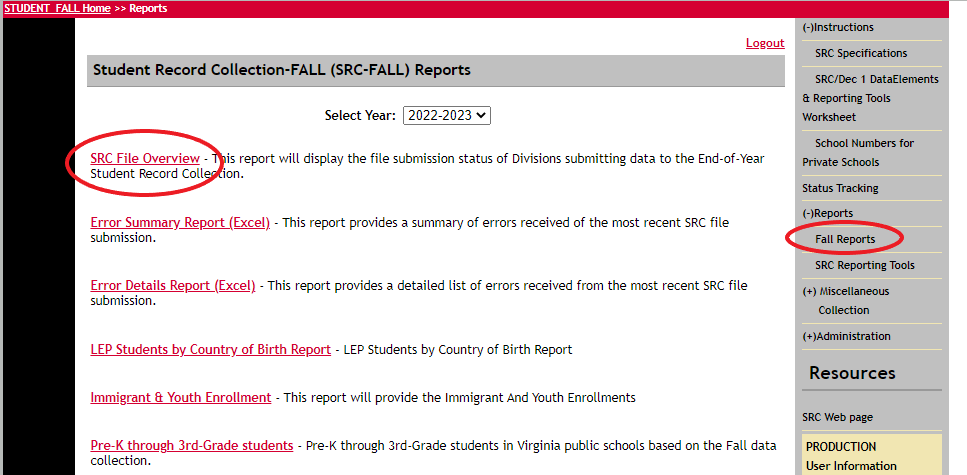 STUDENT_FALL Home >> Reports
Logout
Student Record Collection-FALL (SRC-FALL) Reports
Select Year: 2022-2023
SRC File Overview - This report will display the file submission status of Divisions submitting data to the End-of-Year
Student Record Collection.
Error Summary Report (Excel) - This report provides a summary of errors received of the most recent SRC file
submission.
Error Details Report (Excel) - This report provides a detailed list of errors received from the most recent SRC file
submission.
LEP Students by Country of Birth Report - LEP Students by Country of Birth Report
Immigrant & Youth Enrollment - This report will provide the Immigrant And Youth Enrollments
Pre-K through 3rd-Grade students - Pre-K through 3rd-Grade students in Virginia public schools based on the Fall data
collection.
(-)Instructions
SRC Specifications
SRC/Dec 1 DataElements
& Reporting Tools
Worksheet
School Numbers for
Private Schools
Status Tracking
(-)Reports
Fall Reports
SRC Reporting Tools
(+) Miscellaneous
Collection
(+)Administration
Resources
SRC Web page
PRODUCTION
User Information